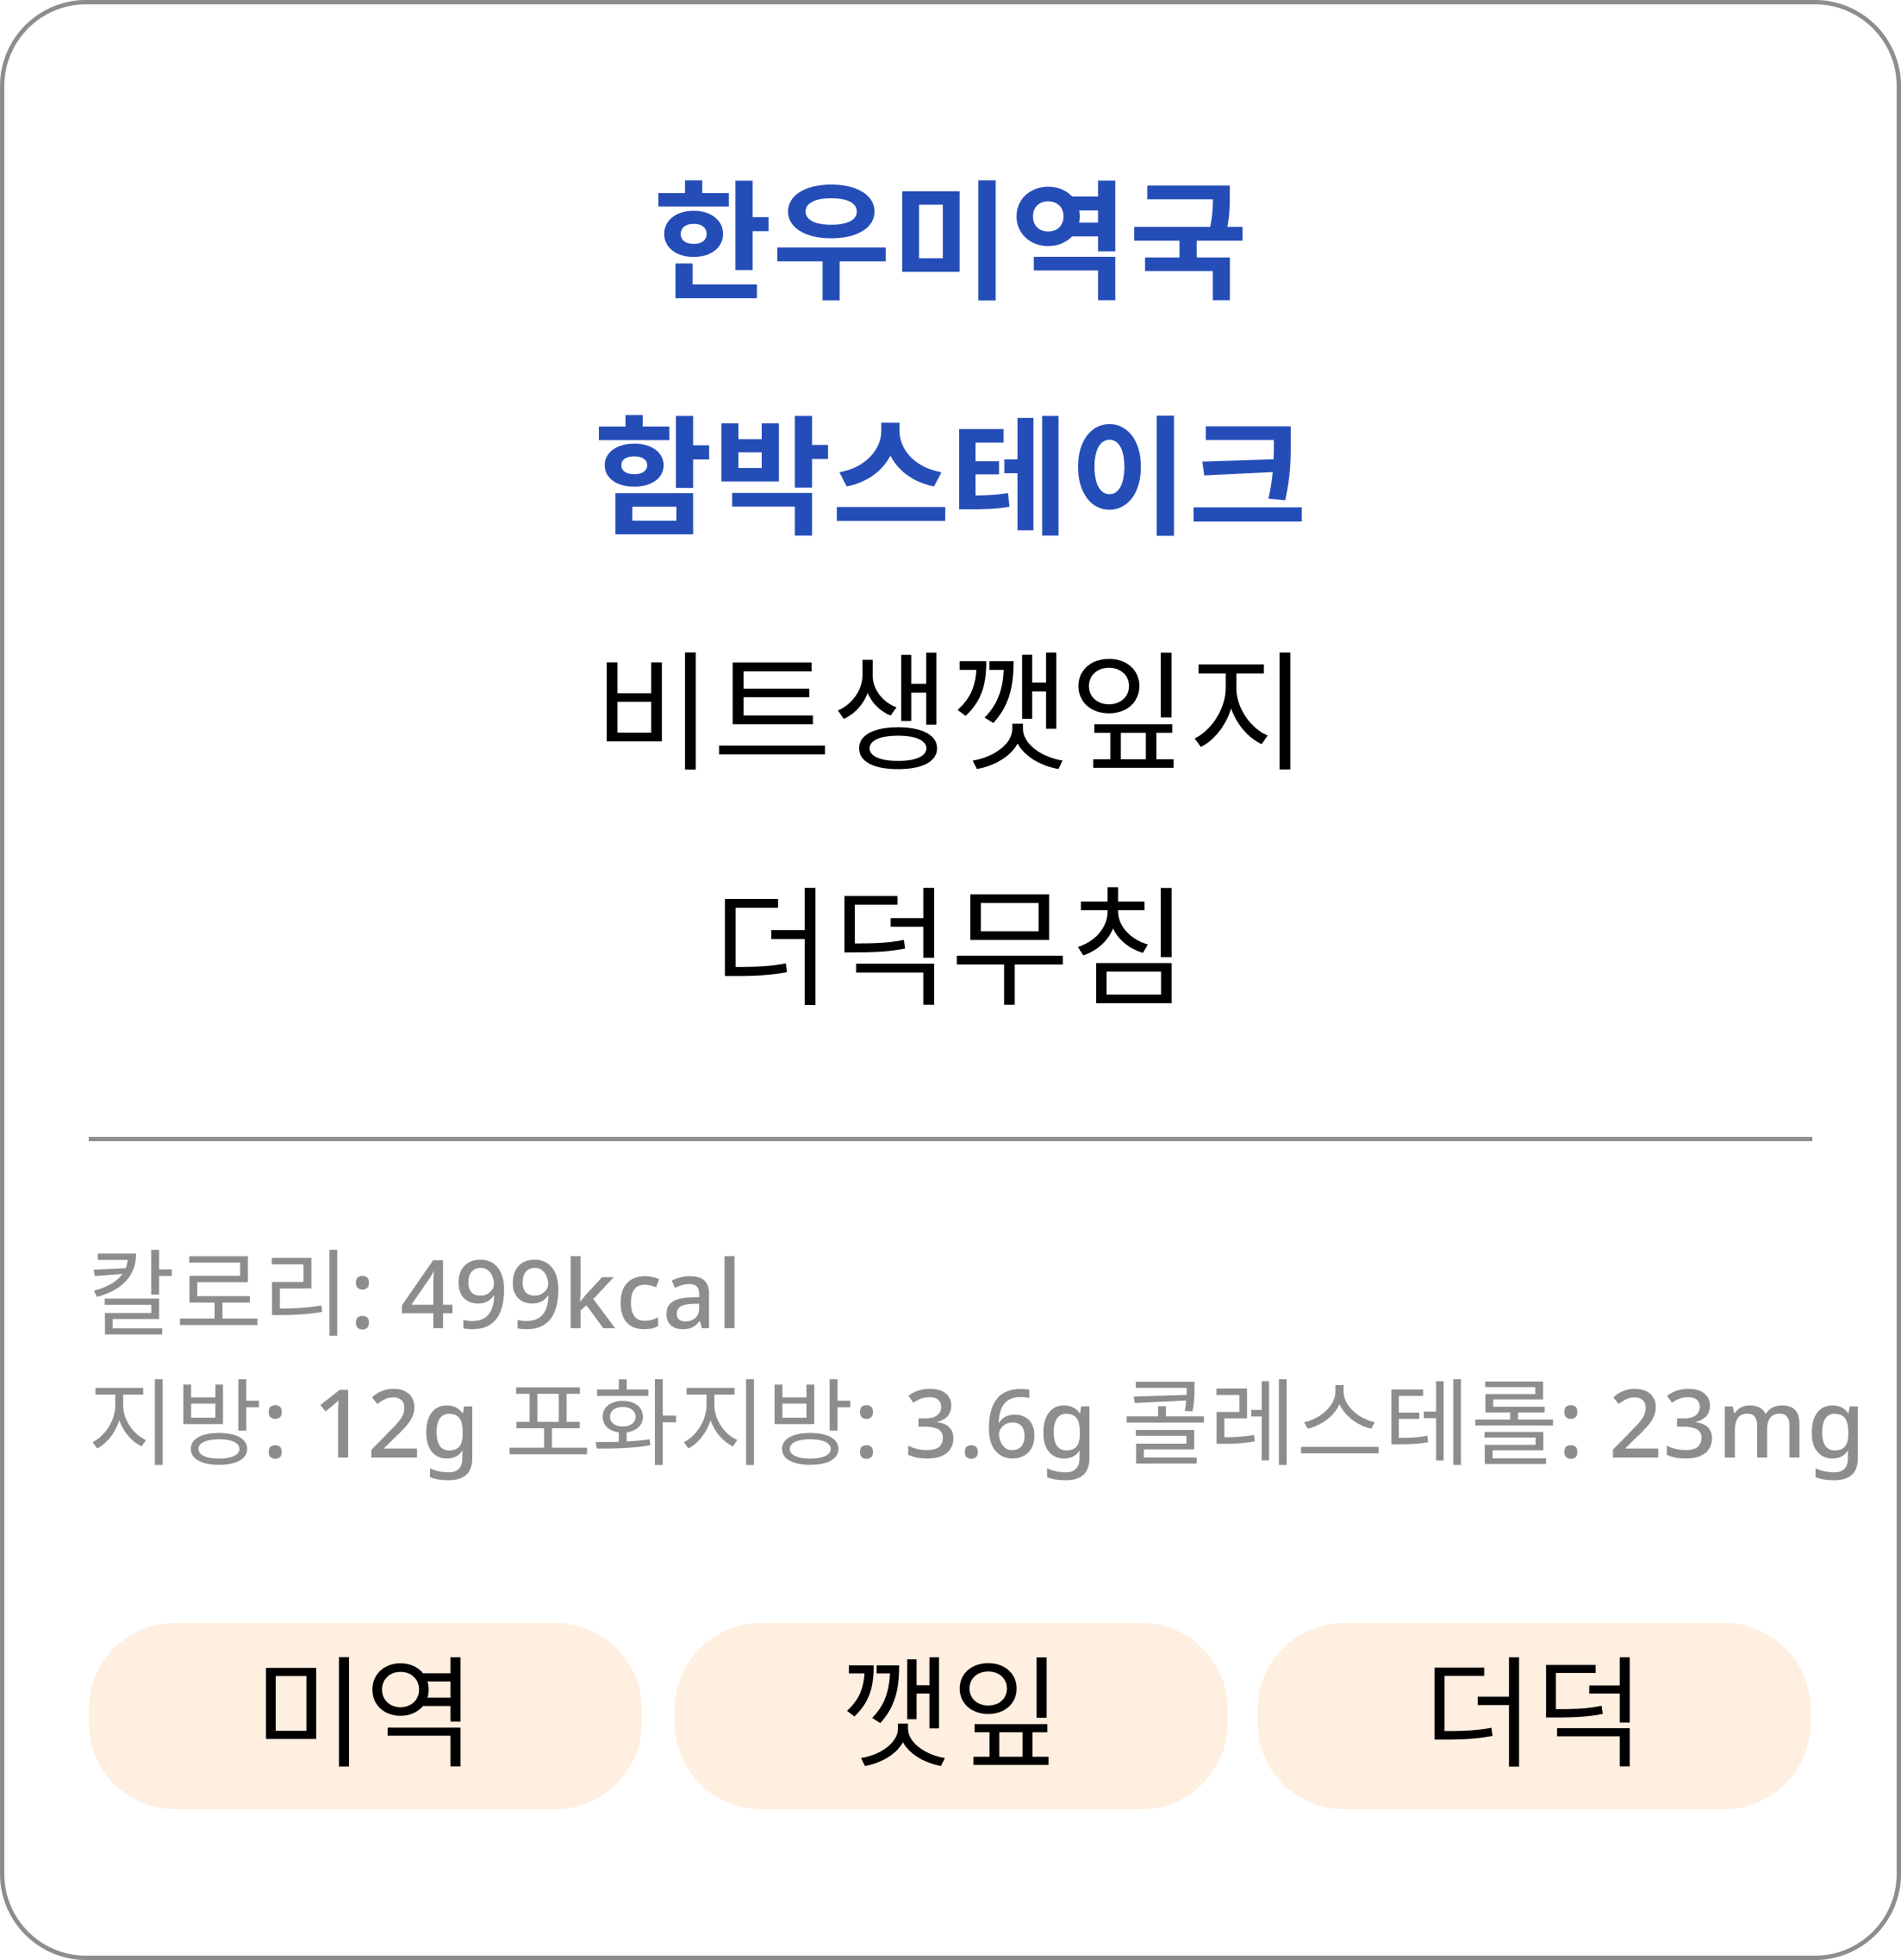 한우미역국
함박스테이크
비트생깻잎지
더덕무침
칼로리: 499kcal
지방: 12g 포화지방: 3.6g 콜레스테롤: 23mg
미역
깻잎
더덕